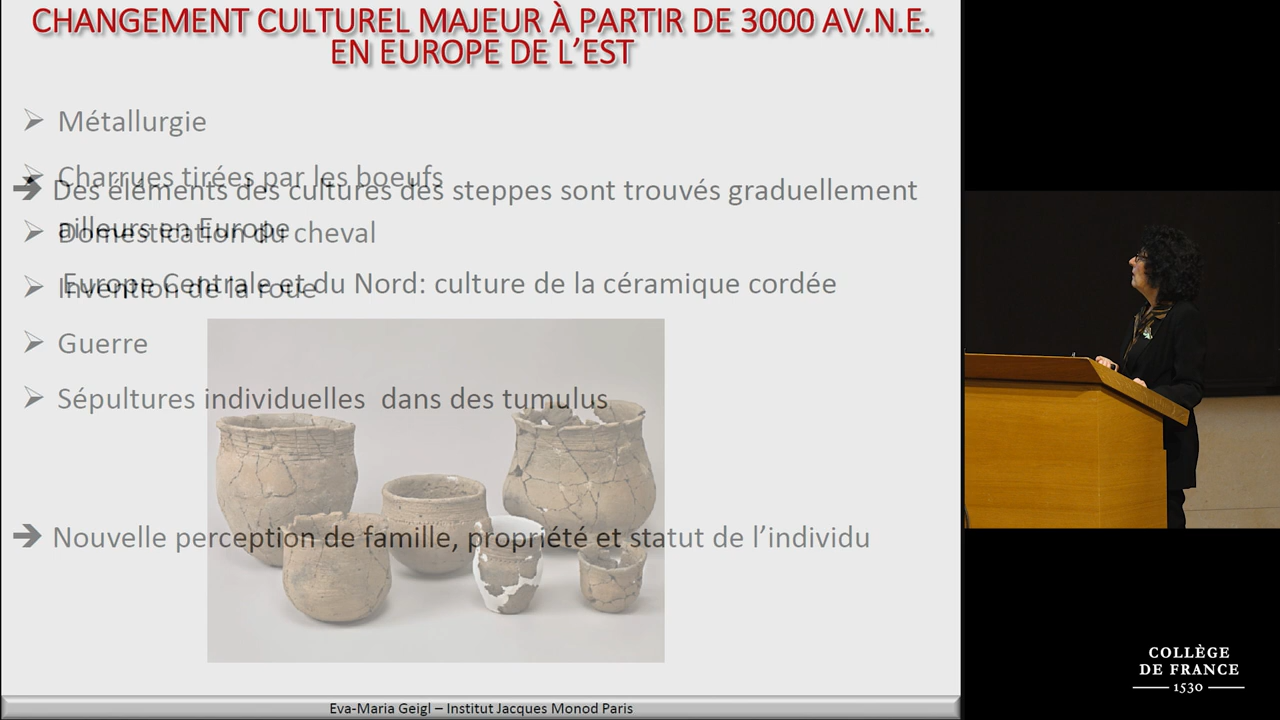 CHANGEMENT CULTUREL MAJEUR À PARTIR DE 3000 AV.N.E.
EN EUROPE DE L'EST
Métallurgie
Charrues tirées par les boeufs
Des éléments des cultures des steppes sont trouvés graduellement
ailleurs en Europe
Domestication du cheval
Europe Centrale et du Nord: culture de la céramique cordée
Invention de la roue
Guerre
Sépultures individuelles dans des tumulus
Nouvelle perception de famille, propriété et statut de l'individu
Eva-Maria Geigl – Institut Jacques Monod Paris
COLLÈGE
DE FRANCE
1530